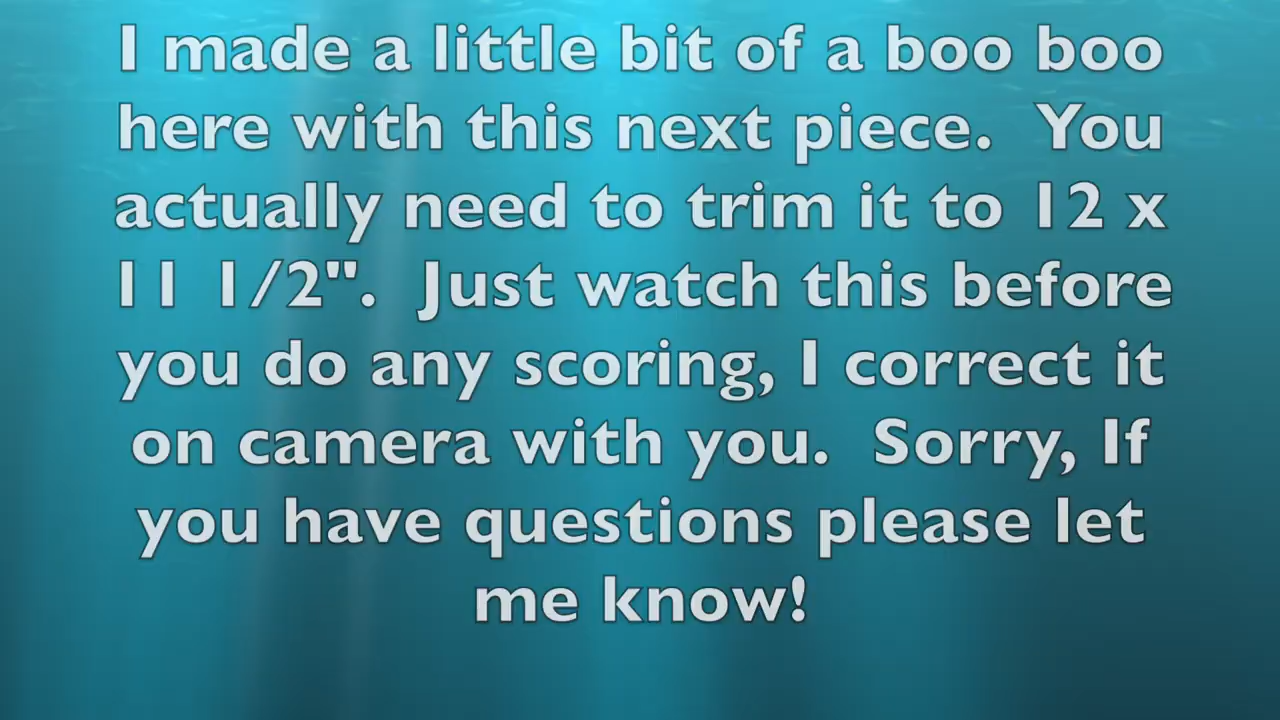 I made a little bit of a boo boo
here with this next piece.  You
actually need to trim it to 12 x
11 1/2".  Just watch this before
you do any scoring, I correct it
on camera with you.  Sorry, If
you have questions please let
me know!